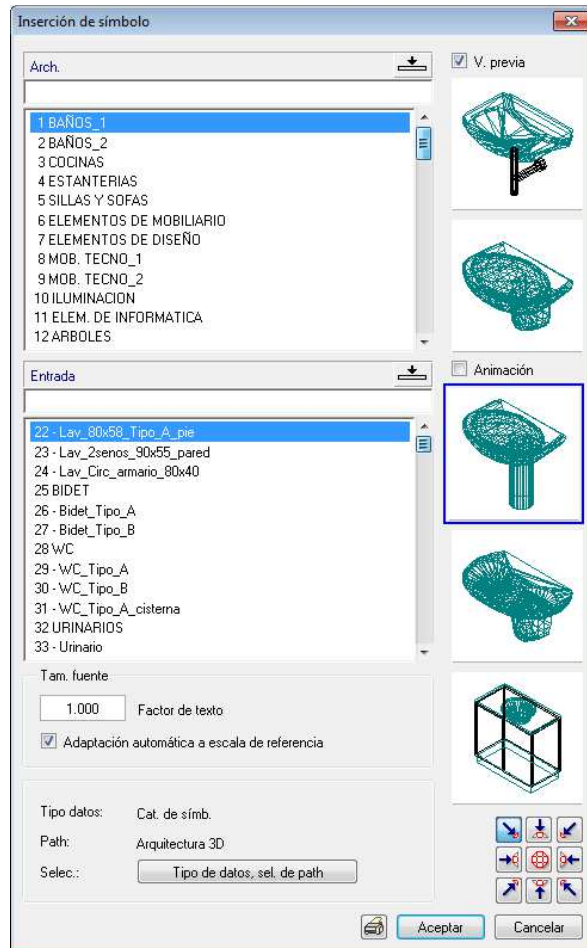 Inserción de símbolo
Arch.
V. previa
1 BAÑOS_1
2 BAÑOS_2
3 COCINAS
4 ESTANTERIAS
5 SILLAS Y SOFAS
6 ELEMENTOS DE MOBILIARIO
7 ELEMENTOS DE DISEÑO
8 MOB. TECNO_1
9 MOB. TECNO_2
10 ILUMINACION
11 ELEM. DE INFORMATICA
12 ARBOLES
Entrada
Animación
22 - Lav_80x58_Tipo_A_pie
23 - Lav_2senos_90x55_pared
24 - Lav_Circ_armario_80x40
25 BIDET
26 - Bidet_Tipo_A
27 - Bidet_Tipo_B
28 WC
29 - WC_Tipo_A
30 - WC_Tipo_B
31 - WC_Tipo_A_cisterna
32 URINARIOS
33 - Urinario
Tam. fuente
1.000 Factor de texto
Adaptación automática a escala de referencia
Tipo datos: Cat. de símb.
Path: Arquitectura 3D
Selec.: Tipo de datos, sel. de path
Aceptar Cancelar